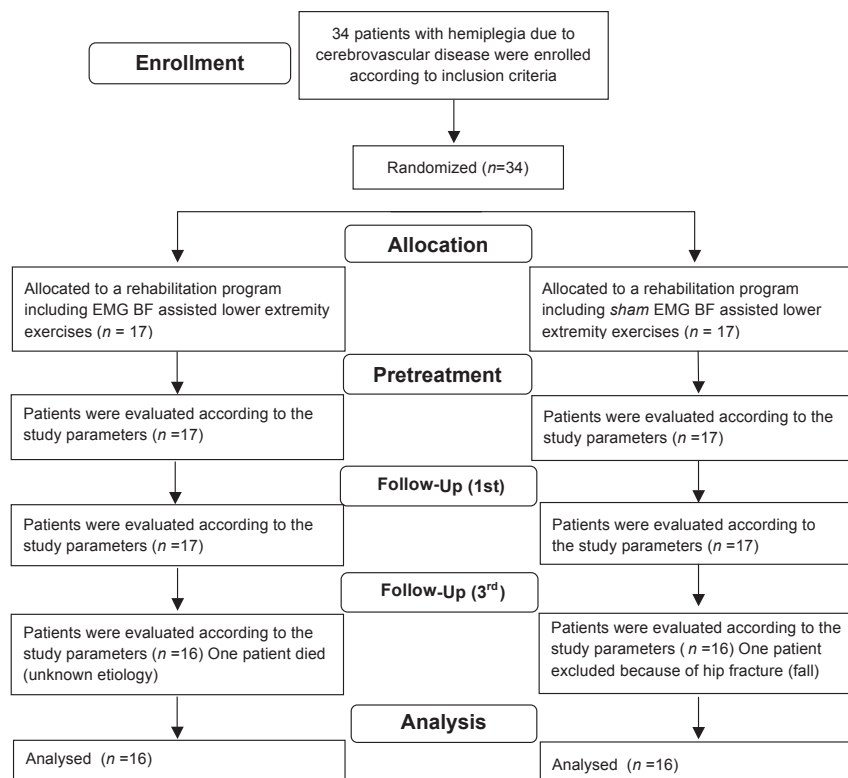 34 patients with hemiplegia due to
cerebrovascular disease were enrolled
according to inclusion criteria
Enrollment
Randomized (n=34)
Allocation
Allocated to a rehabilitation program
including EMG BF assisted lower extremity
exercises (n = 17)
Allocated to a rehabilitation program
including sham EMG BF assisted lower
extremity exercises (n = 17)
Pretreatment
Patients were evaluated according to the
study parameters (n =17)
Patients were evaluated according to the
study parameters (n =17)
Follow-Up (1st)
Patients were evaluated according to the
study parameters (n =17)
Patients were evaluated according to
the study parameters (n =17)
Follow-Up (3rd)
Patients were evaluated according to the
study parameters (n =16) One patient died
(unknown etiology)
Patients were evaluated according to the
study parameters ( n =16) One patient
excluded because of hip fracture (fall)
Analysis
Analysed (n =16)
Analysed (n =16)